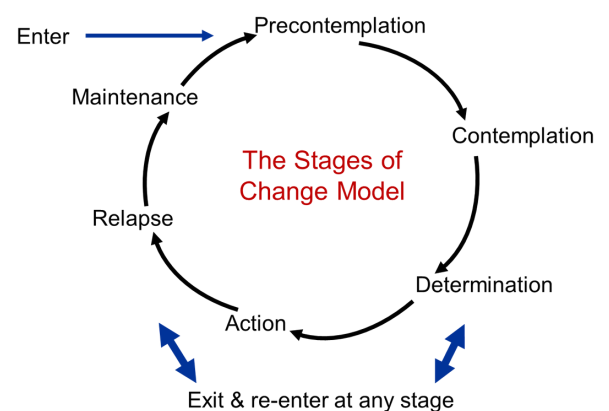 Enter
Precontemplation
Maintenance
Contemplation
The Stages of
Change Model
Relapse
Determination
Action
Exit & re-enter at any stage